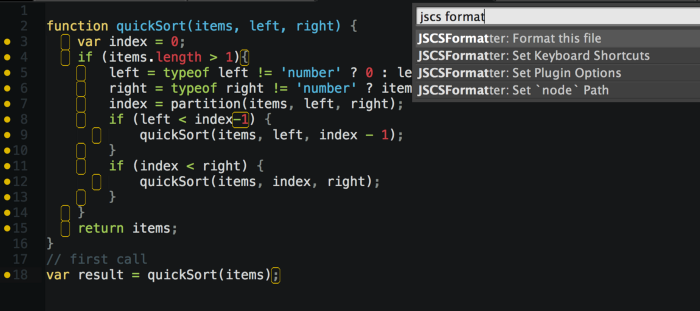 1
2 function quickSort(items, left, right) {
3 var index = 0;
4 if (items.length > 1){
5 left = typeof left != 'number' ? 0 : le
6 right = typeof right != 'number' ? item
7 index = partition(items, left, right);
8 if (left < index-1) {
9 quickSort(items, left, index - 1);
10 }
11 if (index < right) {
12 quickSort(items, index, right);
13 }
14 }
15 return items;
16 }
17 // first call
18 var result = quickSort(items);
jscs format
JSCSFormatter: Format this file
JSCSFormatter: Set Keyboard Shortcuts
JSCSFormatter: Set Plugin Options
JSCSFormatter: Set `node` Path